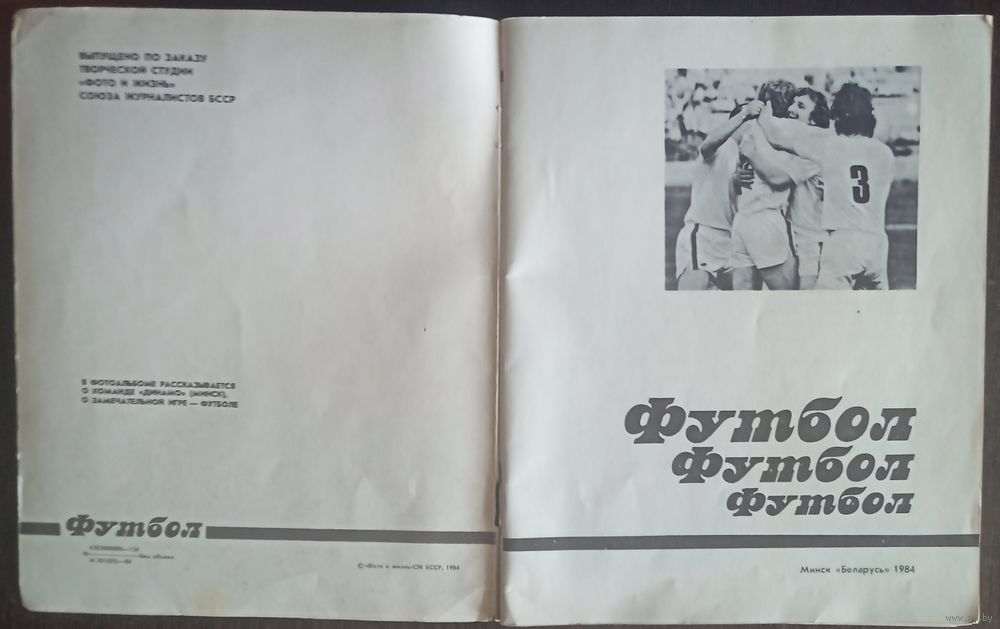 ВЫПУЩЕНО ПО ЗАКАЗУ
ТВОРЧЕСКОЙ СТУДИИ
«ФОТО И ЖИЗНЬ»
СОЮЗА ЖУРНАЛИСТОВ БССР
В ФОТОАЛЬБОМЕ РАССКАЗЫВАЕТСЯ
О КОМАНДЕ «ДИНАМО» (МИНСК),
О ЗАМЕЧАТЕЛЬНОЙ ИГРЕ — ФУТБОЛЕ
Футбол
© «Фото и жизнь» СЖ БССР, 1984
3
Футбол
Футбол
Футбол
Минск «Беларусь» 1984